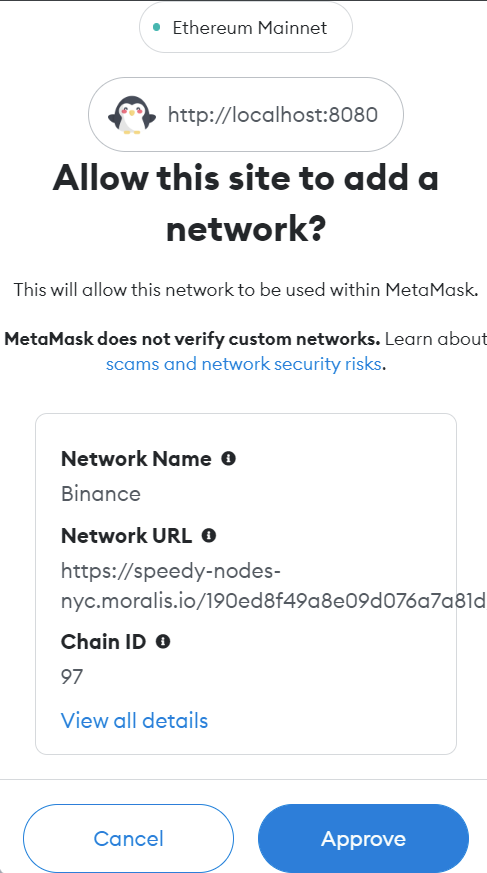 Ethereum Mainnet
http://localhost:8080
Allow this site to add a
network?
This will allow this network to be used within MetaMask.
MetaMask does not verify custom networks. Learn about
scams and network security risks.
Network Name
Binance
Network URL
https://speedy-nodes-
nyc.moralis.io/190ed8f49a8e09d076a7a81d
Chain ID
97
View all details
Cancel
Approve